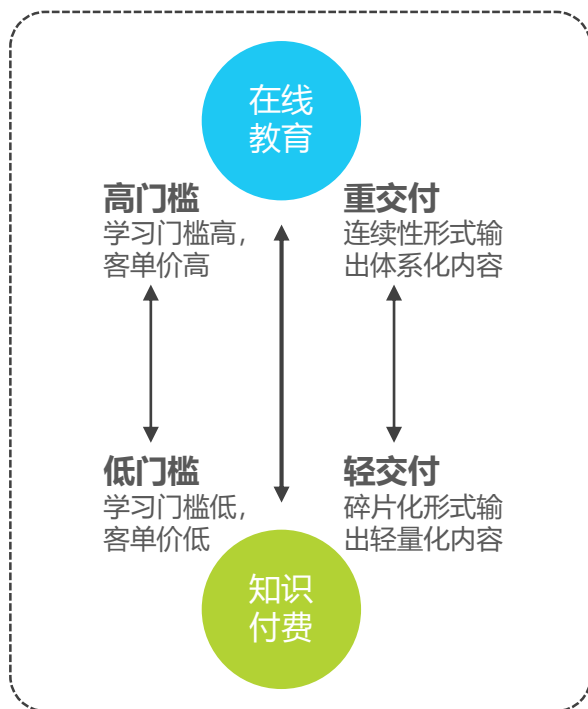 在线
教育
高门槛
学习门槛高，
客单价高
重交付
连续性形式输
出体系化内容
低门槛
学习门槛低，
客单价低
轻交付
碎片化形式输
出轻量化内容
知识
付费